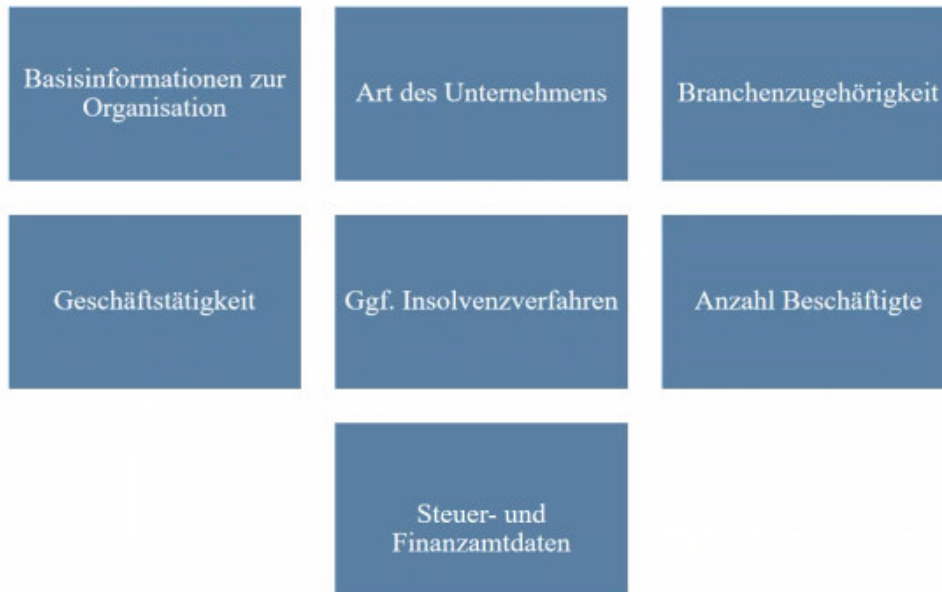 Basisinformationen zur
Organisation
Art des Unternehmens
Branchenzugehörigkeit
Geschäftstätigkeit
Ggf. Insolvenzverfahren
Anzahl Beschäftigte
Steuer- und
Finanzamtdaten